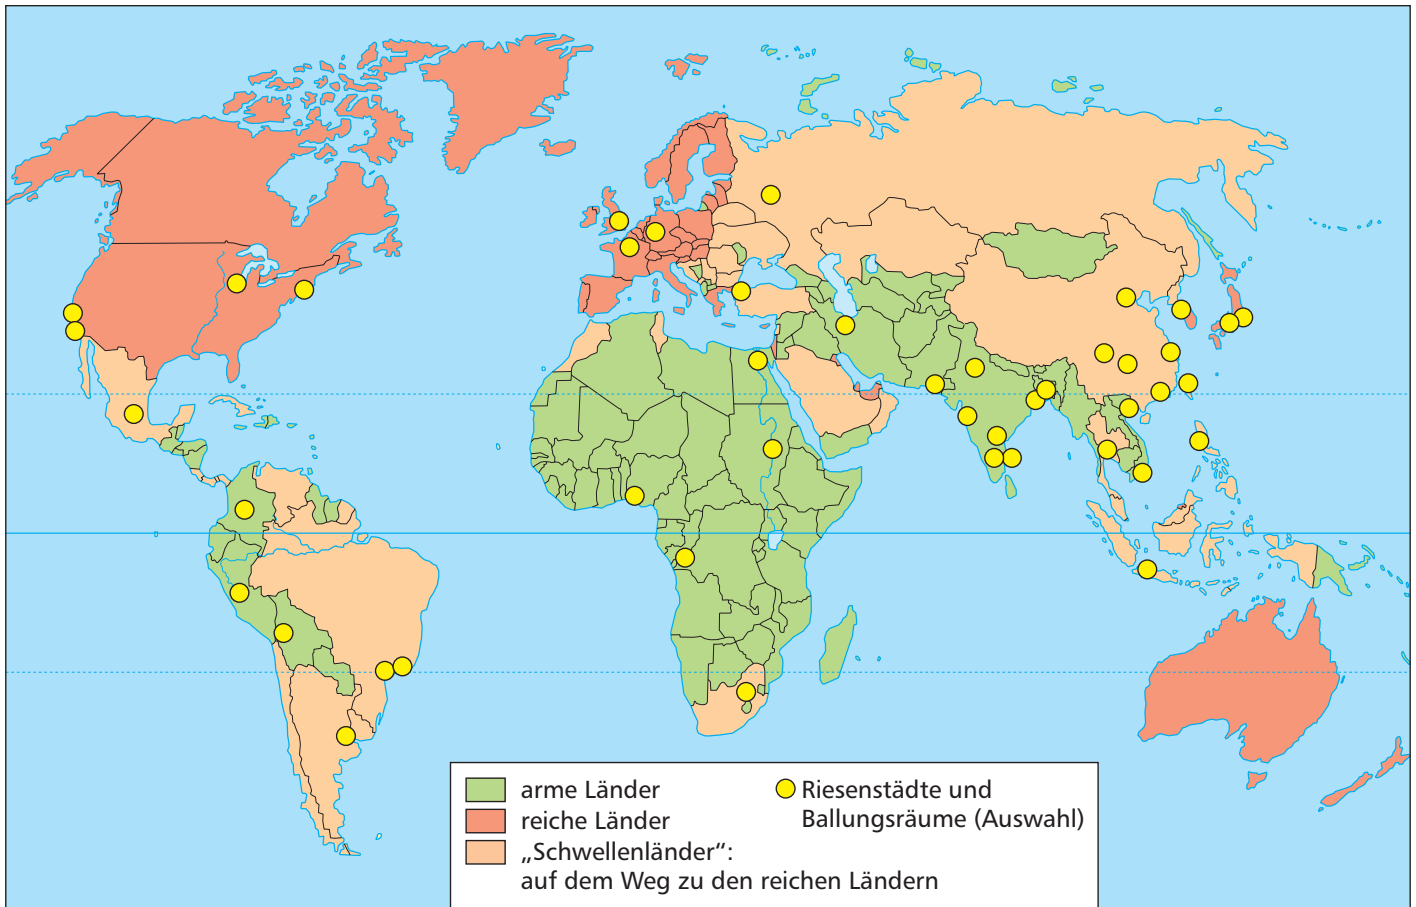 arme Länder
reiche Länder
„Schwellenländer“:
auf dem Weg zu den reichen Ländern
Riesenstädte und
Ballungsräume (Auswahl)